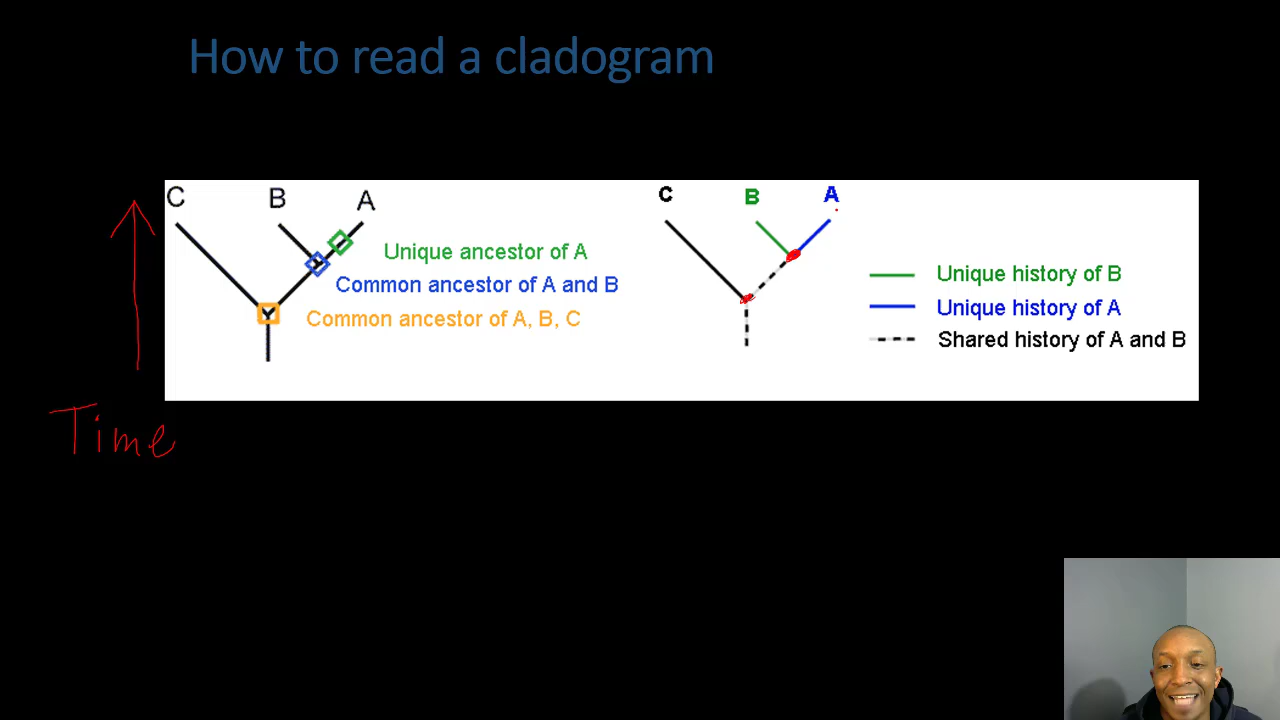 How to read a cladogram
C B A
Unique ancestor of A
Common ancestor of A and B
Common ancestor of A, B, C
C B A
Unique history of B
Unique history of A
Shared history of A and B
Time